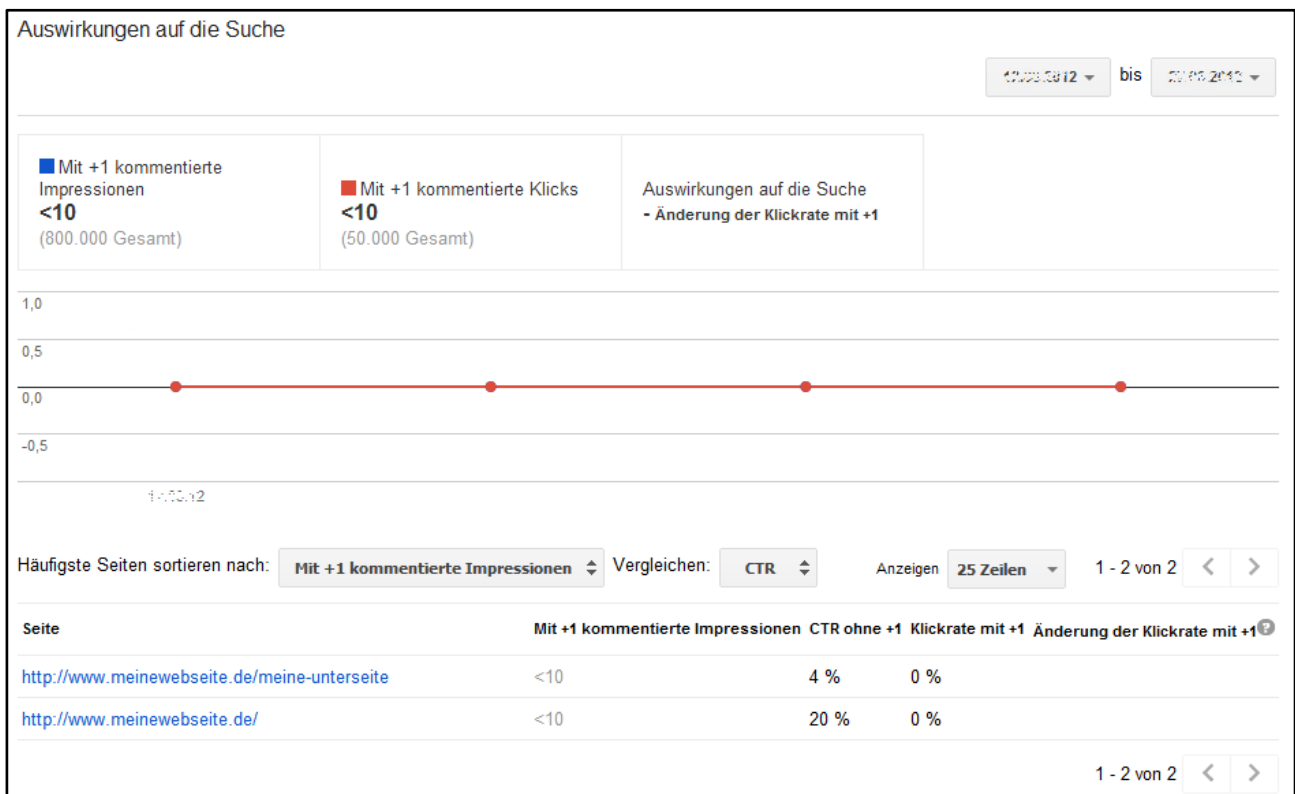 Auswirkungen auf die Suche
bis
Mit +1 kommentierte
Impressionen
<10
(800.000 Gesamt)
Mit +1 kommentierte Klicks
<10
(50.000 Gesamt)
Auswirkungen auf die Suche
- Änderung der Klickrate mit +1
1,0
0,5
0,0
-0,5
Häufigste Seiten sortieren nach: Mit +1 kommentierte Impressionen Vergleichen: CTR Anzeigen 25 Zeilen 1 - 2 von 2
Seite Mit +1 kommentierte Impressionen CTR ohne +1 Klickrate mit +1 Änderung der Klickrate mit +1 ?
http://www.meinewebseite.de/meine-unterseite <10 4 % 0 %
http://www.meinewebseite.de/ <10 20 % 0 %
1 - 2 von 2